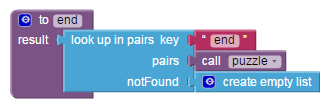 to end
result look up in pairs key " end "
pairs call puzzle
notFound create empty list